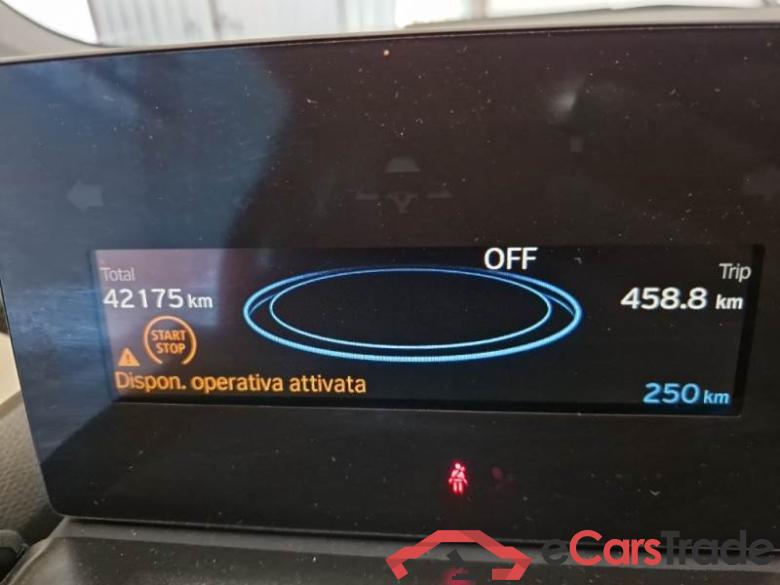 OFF
Total
Trip
42175 km
458.8 km
START
STOP
Dispon. operativa attivata
250 km
eCarsTrade